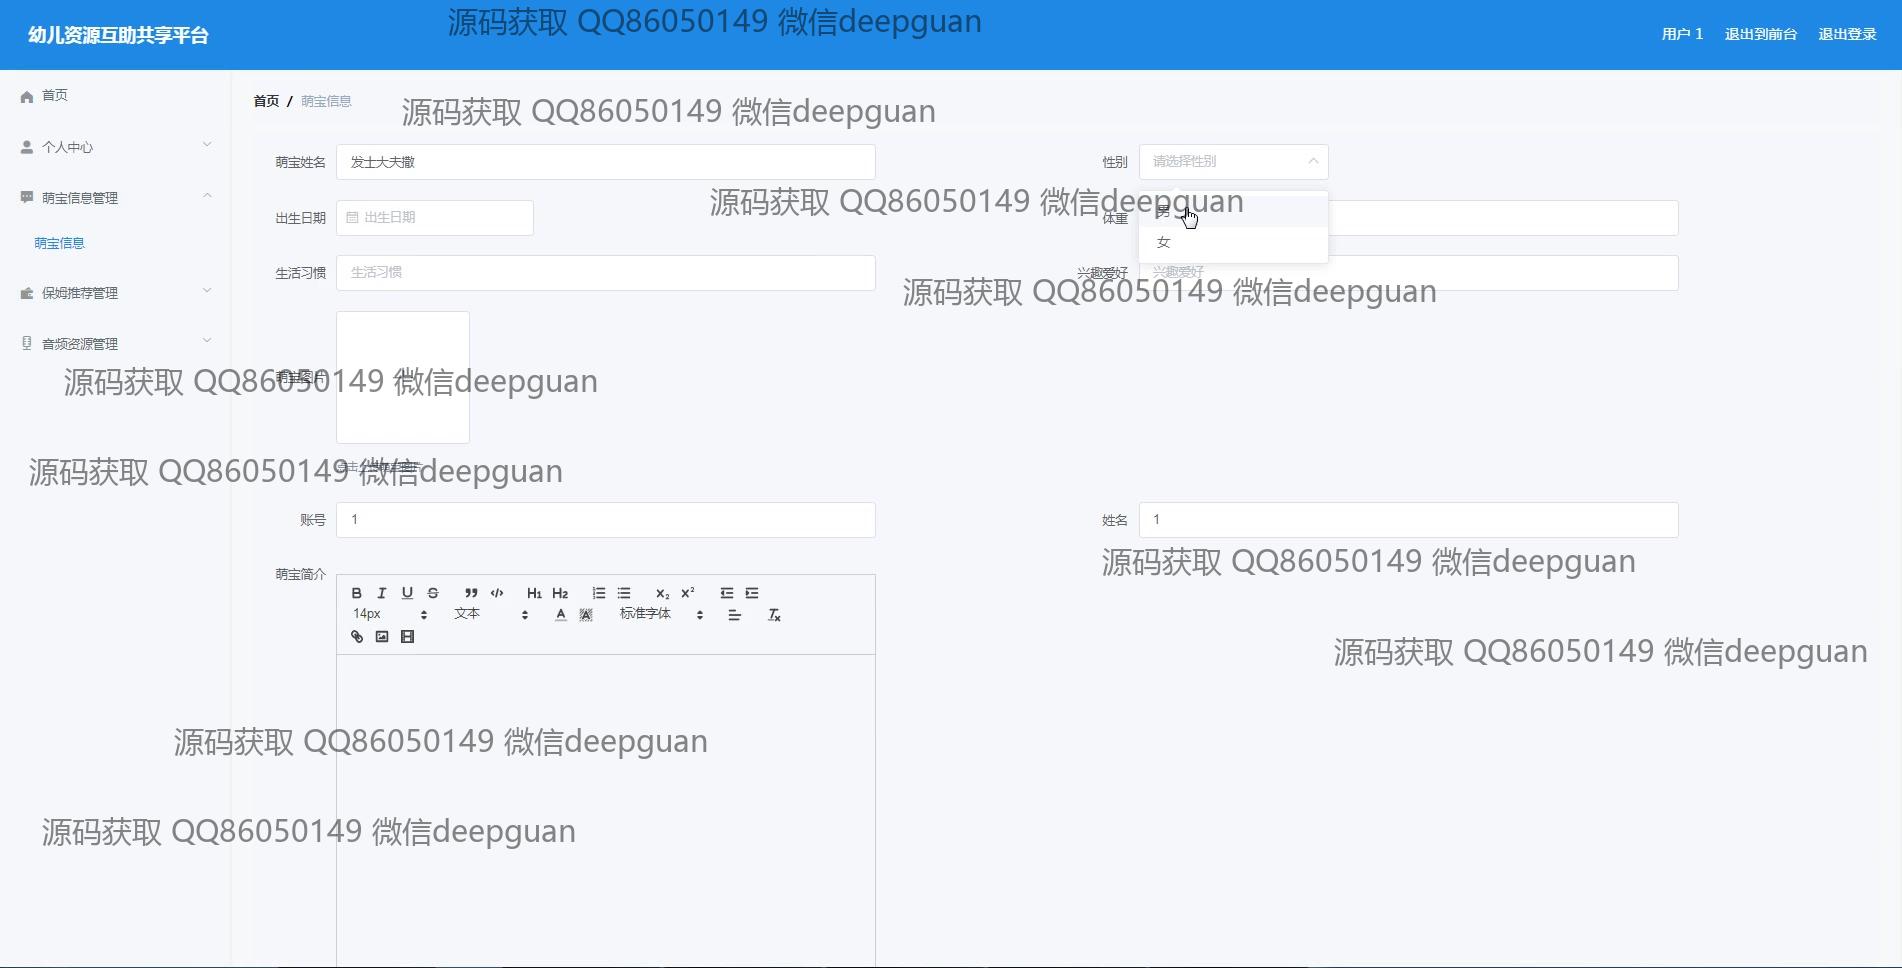 幼儿资源互助共享平台
源码获取 QQ86050149 微信deepguan
用户 1 退出到前台 退出登录
首页
首页 / 萌宝信息
源码获取 QQ86050149 微信deepguan
个人中心
萌宝姓名 发士大夫撒
性别 请选择性别
萌宝信息管理
源码获取 QQ86050149 微信deepguan
出生日期 出生日期
体重
男
女
萌宝信息
生活习惯 生活习惯
兴趣爱好 兴趣爱好
源码获取 QQ86050149 微信deepguan
保姆推荐管理
音频资源管理
萌宝图片
源码获取 QQ86050149 微信deepguan
源码获取 QQ86050149 微信deepguan
账号 1
姓名 1
源码获取 QQ86050149 微信deepguan
萌宝简介
B I U S H1 H2 X2 X2
14px 文本 A A 标准字体 Tx
源码获取 QQ86050149 微信deepguan
源码获取 QQ86050149 微信deepguan
源码获取 QQ86050149 微信deepguan